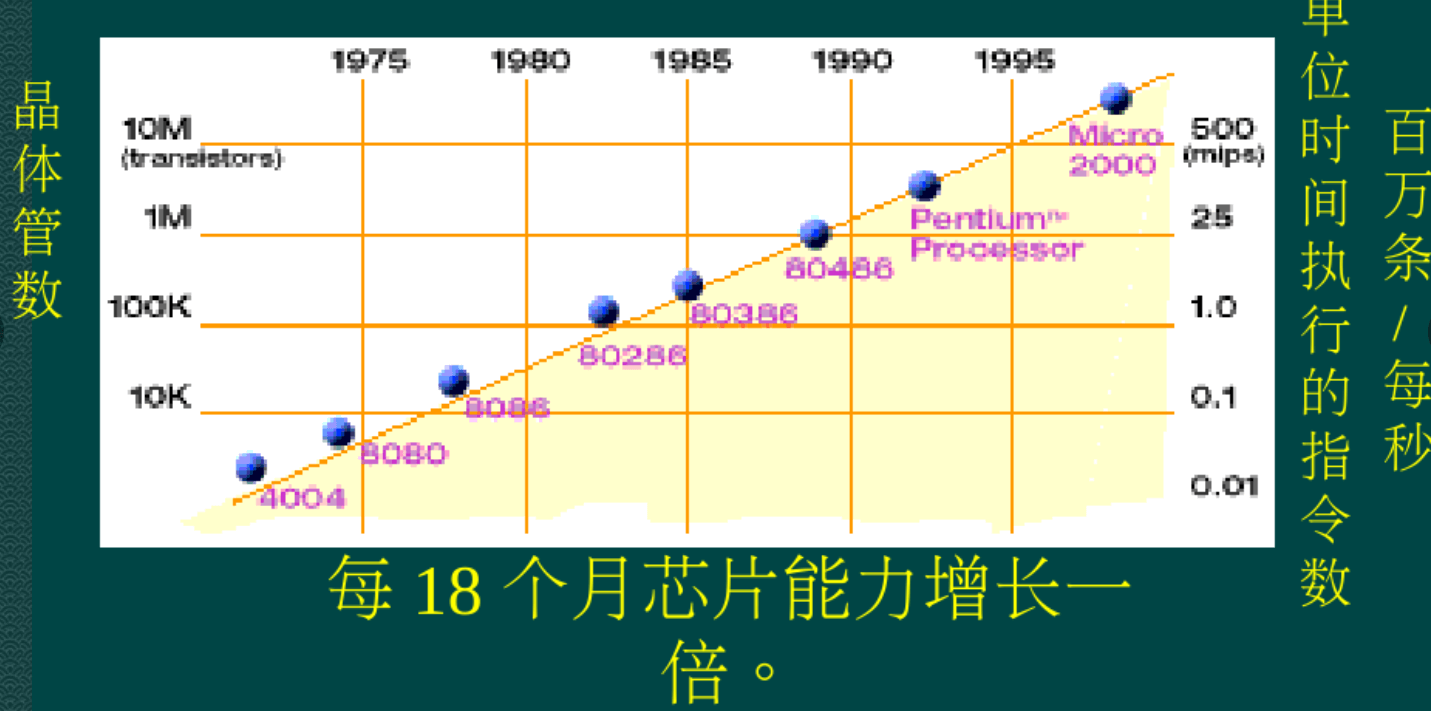 晶体管数
1975 1980 1985 1990 1995
10M
(transistors)
1M
100K
10K
Micro
2000
Pentium™
Processor
80486
80386
80286
8086
8080
4004
500
(mips)
25
1.0
0.1
0.01
单位时间执行的指令数
百万条/每秒
每 18 个月芯片能力增长一
倍。